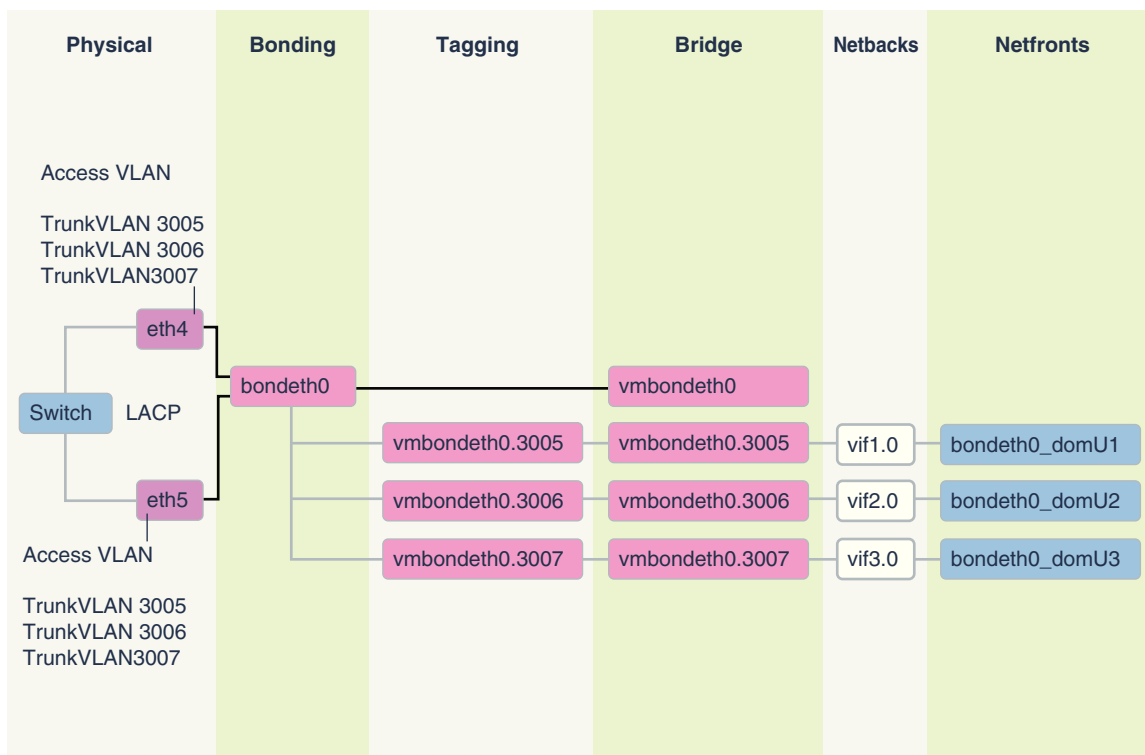 Physical
Bonding
Tagging
Bridge
Netbacks
Netfronts
Access VLAN
TrunkVLAN 3005
TrunkVLAN 3006
TrunkVLAN3007
eth4
bondeth0
vmbondeth0
Switch
LACP
vmbondeth0.3005
vmbondeth0.3005
vif1.0
bondeth0_domU1
eth5
vmbondeth0.3006
vmbondeth0.3006
vif2.0
bondeth0_domU2
vmbondeth0.3007
vmbondeth0.3007
vif3.0
bondeth0_domU3
Access VLAN
TrunkVLAN 3005
TrunkVLAN 3006
TrunkVLAN3007